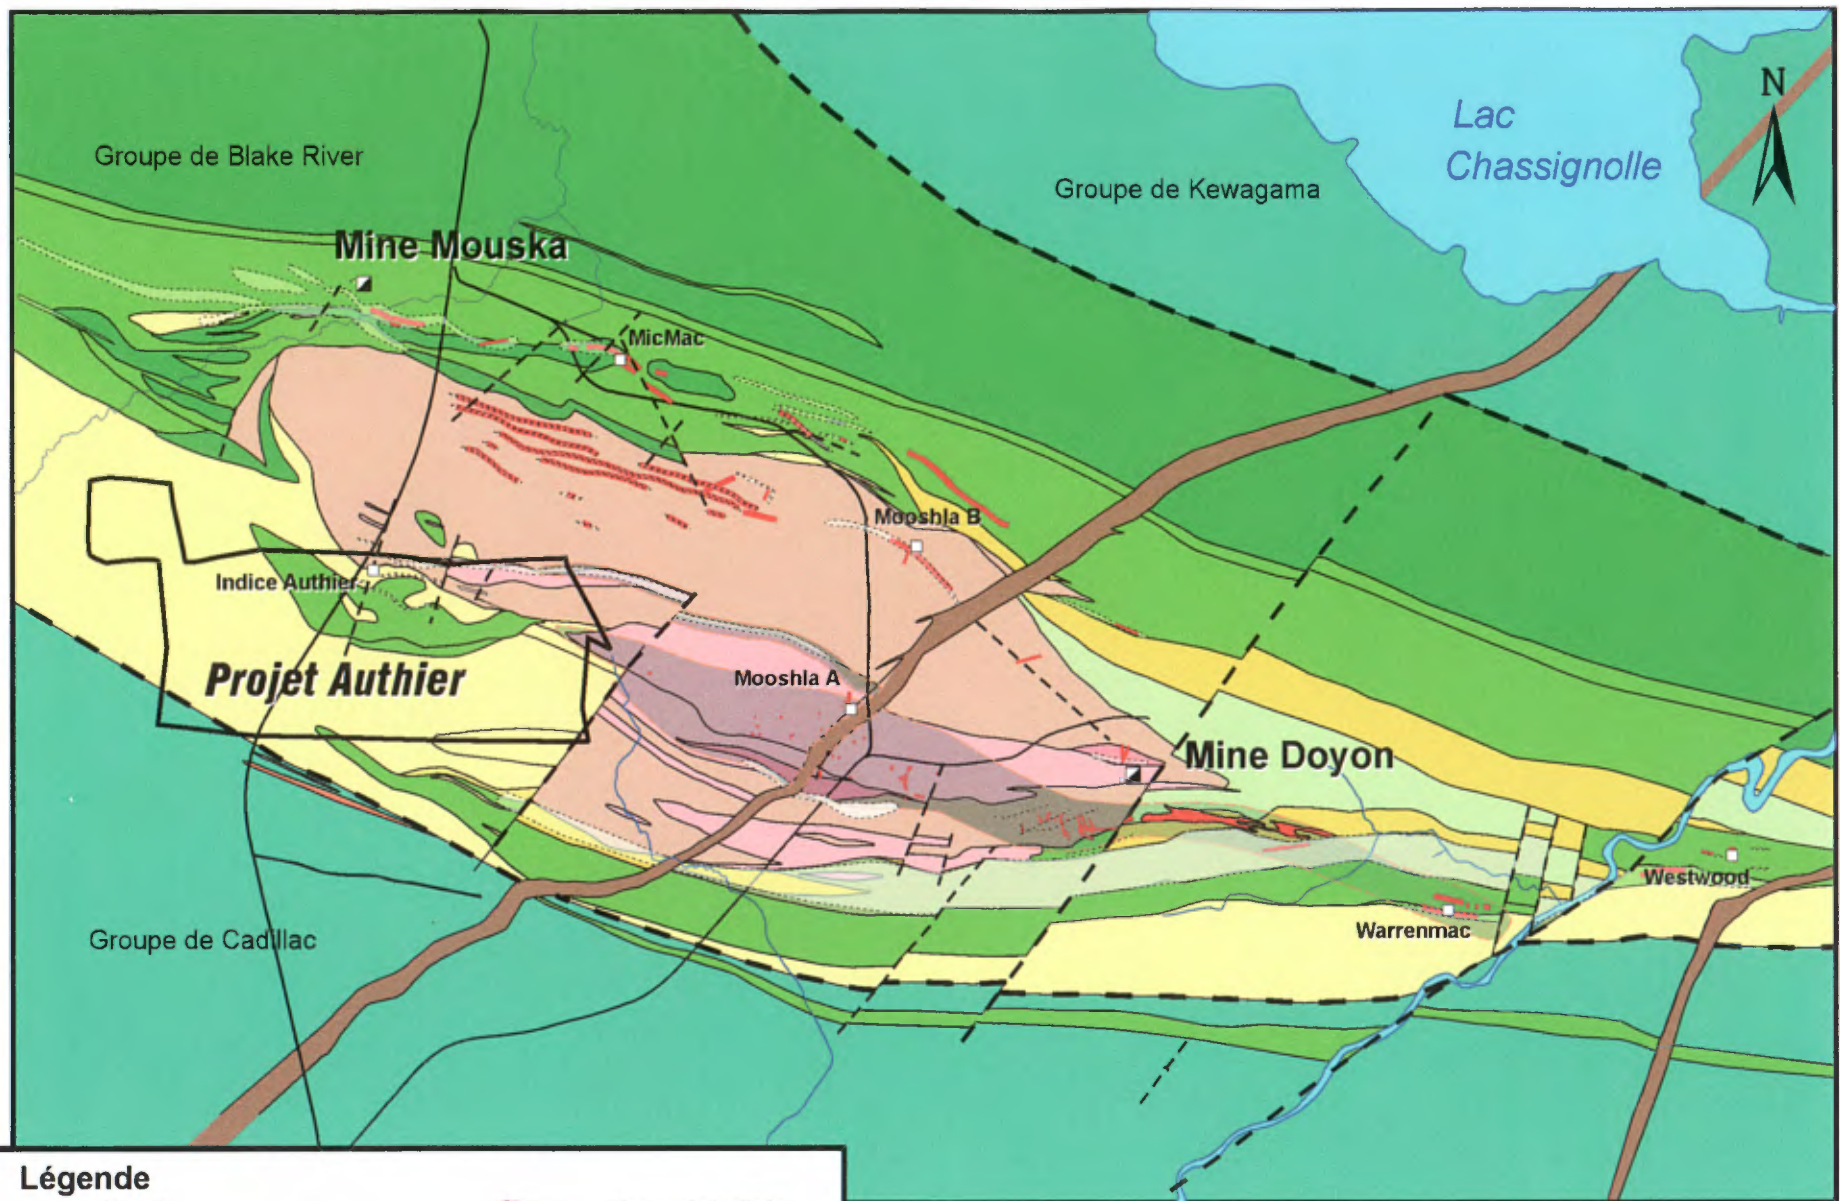 Lac
Chassignolle
N
Groupe de Blake River
Groupe de Kewagama
Mine Mouska
MicMac
Mooshla B
Indice Authier
Projet Authier
Mooshla A
Mine Doyon
Westwood
Warrenmac
Groupe de Cadillac
Légende